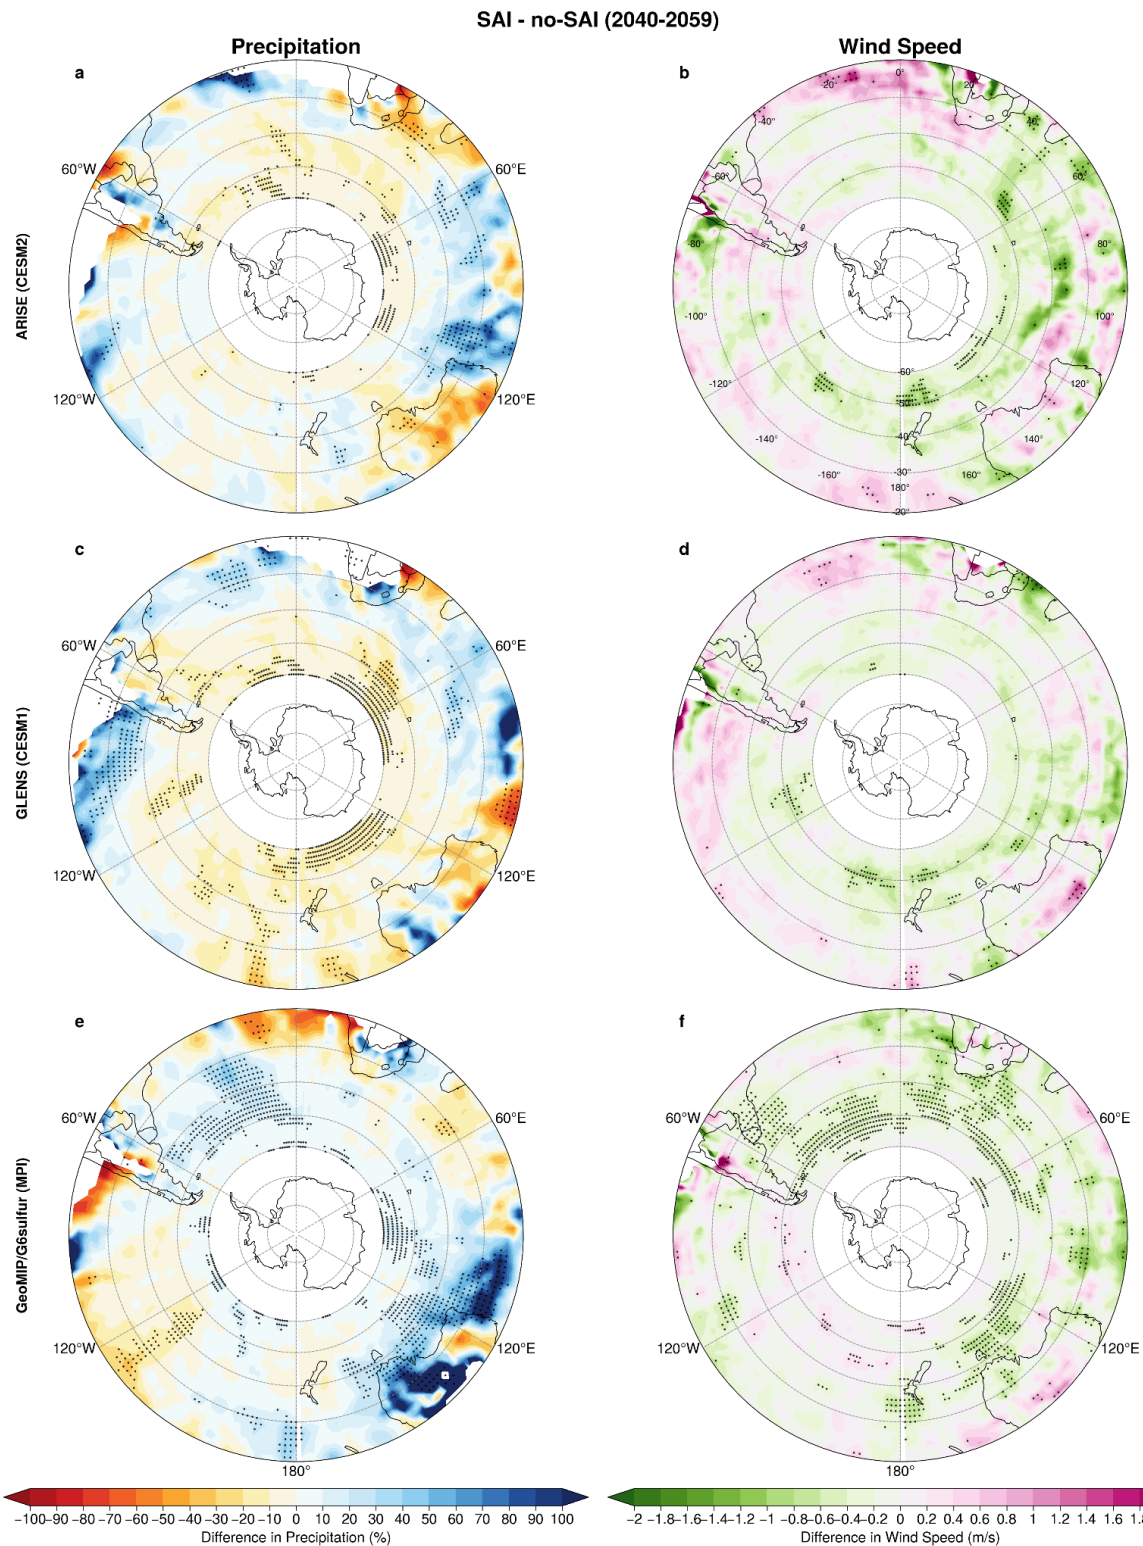 SAI - no-SAI (2040-2059)
Precipitation
Wind Speed
a
b
ARISE (CESM2)
60°W
60°E
120°W
120°E
0°
-20°
20°
-40°
40°
-60°
60°
-80°
80°
-100°
100°
-120°
120°
-140°
140°
-160°
160°
180°
-60°
-50°
-40°
-30°
-20°
c
d
GLENS (CESM1)
60°W
60°E
120°W
120°E
e
f
GeoMIP/G6sulfur (MPI)
60°W
60°E
60°W
60°E
120°W
120°E
120°W
120°E
180°
180°
−100 −90 −80 −70 −60 −50 −40 −30 −20 −10 0 10 20 30 40 50 60 70 80 90 100
Difference in Precipitation (%)
−2 −1.8 −1.6 −1.4 −1.2 −1 −0.8 −0.6 −0.4 −0.2 0 0.2 0.4 0.6 0.8 1 1.2 1.4 1.6 1.8
Difference in Wind Speed (m/s)